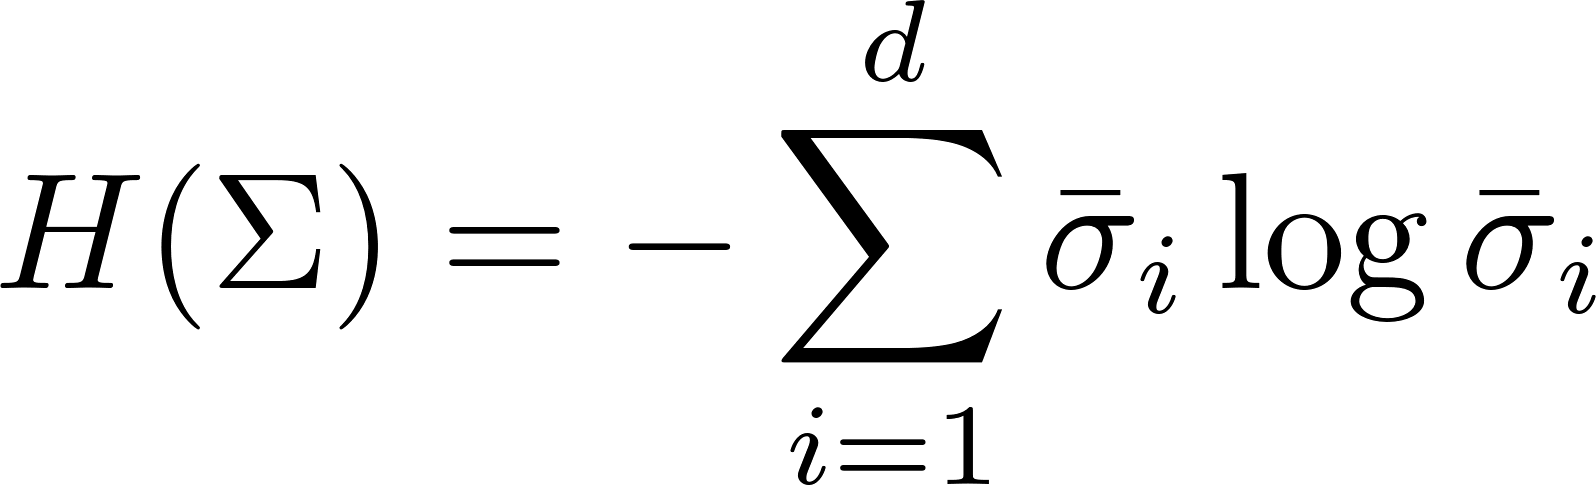 H(Σ) = − ∑_{i=1}^{d} σ̄_i log σ̄_i